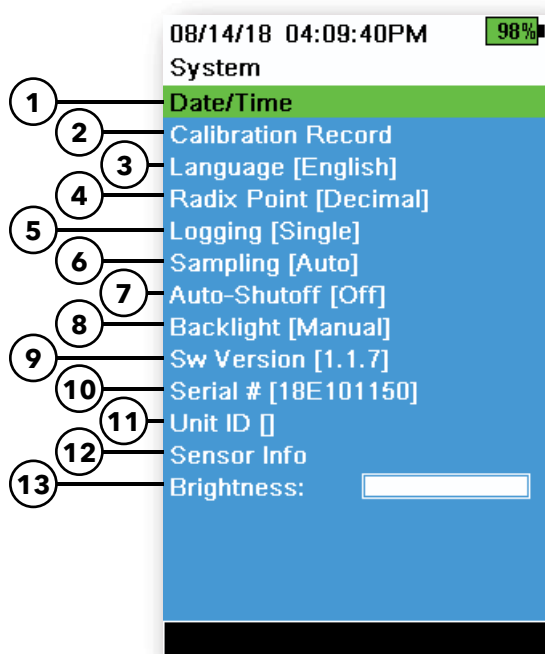 08/14/18 04:09:40PM 98%
System
1 Date/Time
2 Calibration Record
3 Language [English]
4 Radix Point [Decimal]
5 Logging [Single]
6 Sampling [Auto]
7 Auto-Shutoff [Off]
8 Backlight [Manual]
9 Sw Version [1.1.7]
10 Serial # [18E101150]
11 Unit ID []
12 Sensor Info
13 Brightness: